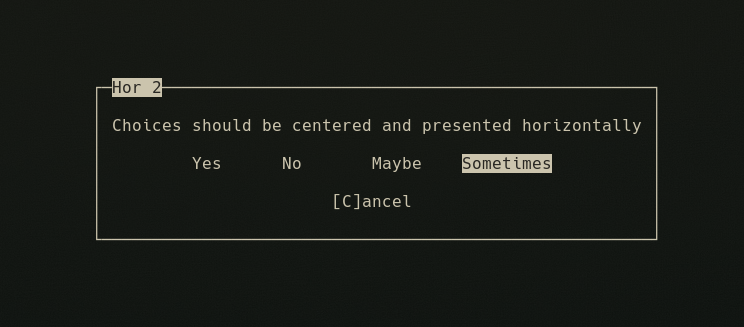 Hor 2
Choices should be centered and presented horizontally
Yes No Maybe Sometimes
[C]ancel